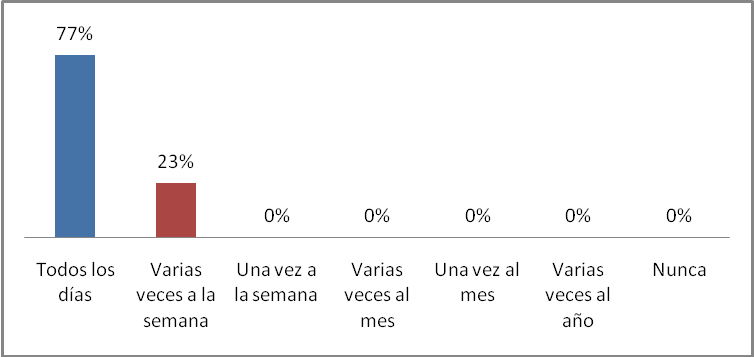 77%
23%
0%
0%
0%
0%
0%
Todos los
días
Varias
veces a la
semana
Una vez a
la semana
Varias
veces al
mes
Una vez al
mes
Varias
veces al
año
Nunca